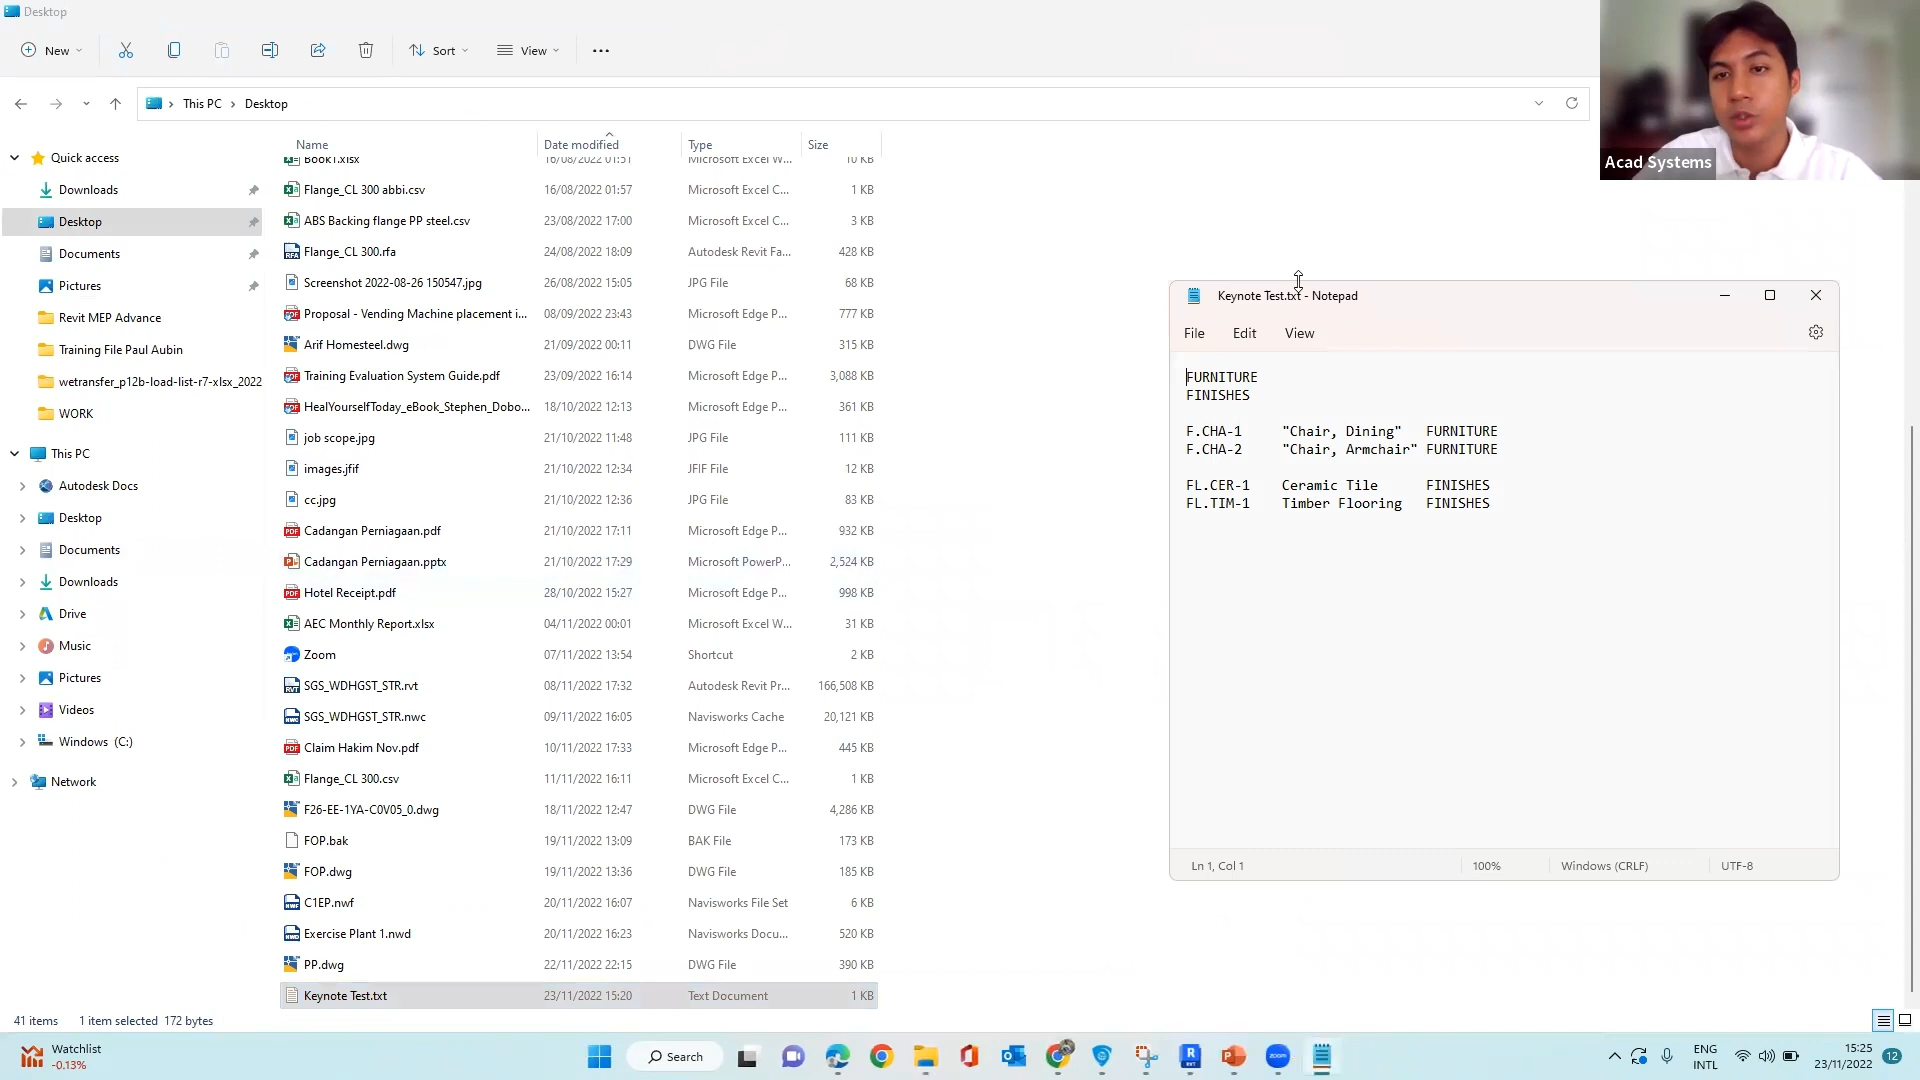 Desktop
New
Sort
View
This PC
Desktop
Acad Systems
Name
Date modified
Type
Size
Quick access
Downloads
Desktop
Documents
Pictures
Revit MEP Advance
Training File Paul Aubin
wetransfer_p12b-load-list-r7-xlsx_2022
WORK
This PC
Autodesk Docs
Desktop
Documents
Downloads
Drive
Music
Pictures
Videos
Windows (C:)
Network
Book1.xlsx 16/08/2022 01:51 Microsoft Excel W... 10 KB
Flange_CL 300 abbi.csv 16/08/2022 01:57 Microsoft Excel C... 1 KB
ABS Backing flange PP steel.csv 23/08/2022 17:00 Microsoft Excel C... 3 KB
Flange_CL 300.rfa 24/08/2022 18:09 Autodesk Revit Fa... 428 KB
Screenshot 2022-08-26 150547.jpg 26/08/2022 15:05 JPG File 68 KB
Proposal - Vending Machine placement i... 08/09/2022 23:43 Microsoft Edge P... 777 KB
Arif Homesteel.dwg 21/09/2022 00:11 DWG File 315 KB
Training Evaluation System Guide.pdf 23/09/2022 16:14 Microsoft Edge P... 3,088 KB
HealYourselfToday_eBook_Stephen_Dobo... 18/10/2022 12:13 Microsoft Edge P... 361 KB
job scope.jpg 21/10/2022 11:48 JPG File 111 KB
images.jfif 21/10/2022 12:34 JFIF File 12 KB
cc.jpg 21/10/2022 12:36 JPG File 83 KB
Cadangan Perniagaan.pdf 21/10/2022 17:11 Microsoft Edge P... 932 KB
Cadangan Perniagaan.pptx 21/10/2022 17:29 Microsoft PowerP... 2,524 KB
Hotel Receipt.pdf 28/10/2022 15:27 Microsoft Edge P... 998 KB
AEC Monthly Report.xlsx 04/11/2022 00:01 Microsoft Excel W... 31 KB
Zoom 07/11/2022 13:54 Shortcut 2 KB
SGS_WDHGST_STR.rvt 08/11/2022 17:32 Autodesk Revit Pr... 166,508 KB
SGS_WDHGST_STR.nwc 09/11/2022 16:05 Navisworks Cache 20,121 KB
Claim Hakim Nov.pdf 10/11/2022 17:33 Microsoft Edge P... 445 KB
Flange_CL 300.csv 11/11/2022 16:11 Microsoft Excel C... 1 KB
F26-EE-1YA-C0V05_0.dwg 18/11/2022 12:47 DWG File 4,286 KB
FOP.bak 19/11/2022 13:09 BAK File 173 KB
FOP.dwg 19/11/2022 13:36 DWG File 185 KB
C1EP.nwf 20/11/2022 16:07 Navisworks File Set 6 KB
Exercise Plant 1.nwd 20/11/2022 16:23 Navisworks Docu... 520 KB
PP.dwg 22/11/2022 22:15 DWG File 390 KB
Keynote Test.txt 23/11/2022 15:20 Text Document 1 KB
Keynote Test.txt - Notepad
File Edit View
FURNITURE
FINISHES
F.CHA-1 "Chair, Dining" FURNITURE
F.CHA-2 "Chair, Armchair" FURNITURE
FL.CER-1 Ceramic Tile FINISHES
FL.TIM-1 Timber Flooring FINISHES
Ln 1, Col 1 100% Windows (CRLF) UTF-8
41 items 1 item selected 172 bytes
Watchlist
-0.13%
Search
ENG
INTL
15:25
23/11/2022
12